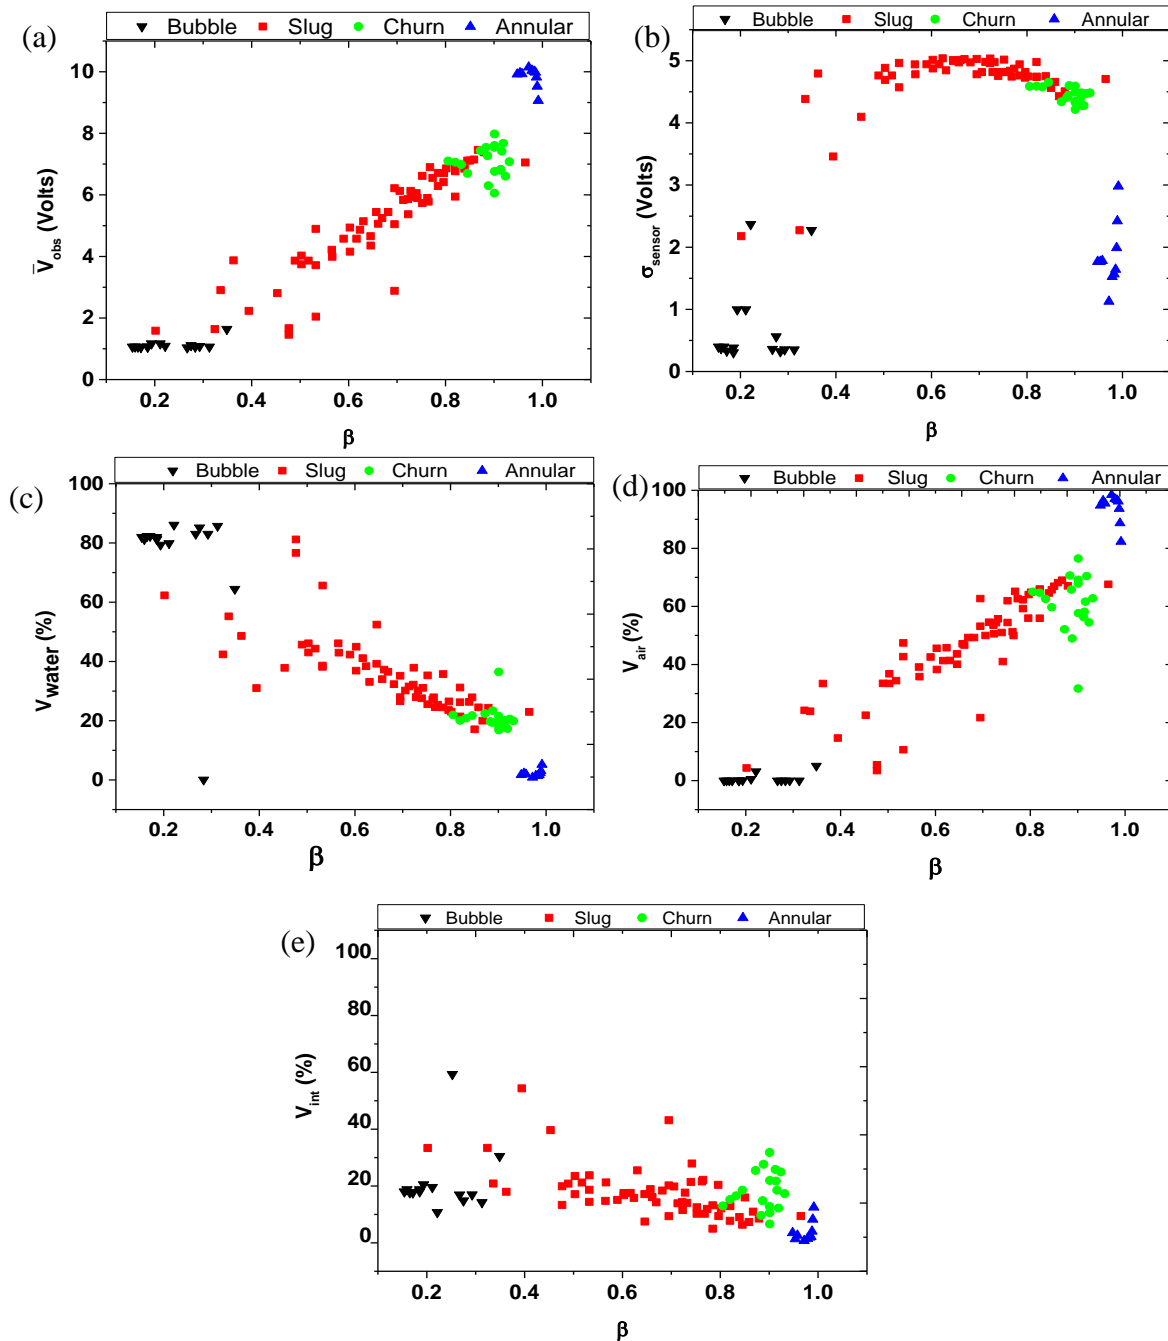 (a)
Bubble Slug Churn Annular
10
8
6
4
2
0
V̄obs (Volts)
0.2 0.4 0.6 0.8 1.0
β
(b)
Bubble Slug Churn Annular
5
4
3
2
1
0
σsensor (Volts)
0.2 0.4 0.6 0.8 1.0
β
(c)
Bubble Slug Churn Annular
100
80
60
40
20
0
Vwater (%)
0.2 0.4 0.6 0.8 1.0
β
(d)
Bubble Slug Churn Annular
100
80
60
40
20
0
Vair (%)
0.2 0.4 0.6 0.8 1.0
β
(e)
Bubble Slug Churn Annular
100
80
60
40
20
0
Vint (%)
0.2 0.4 0.6 0.8 1.0
β